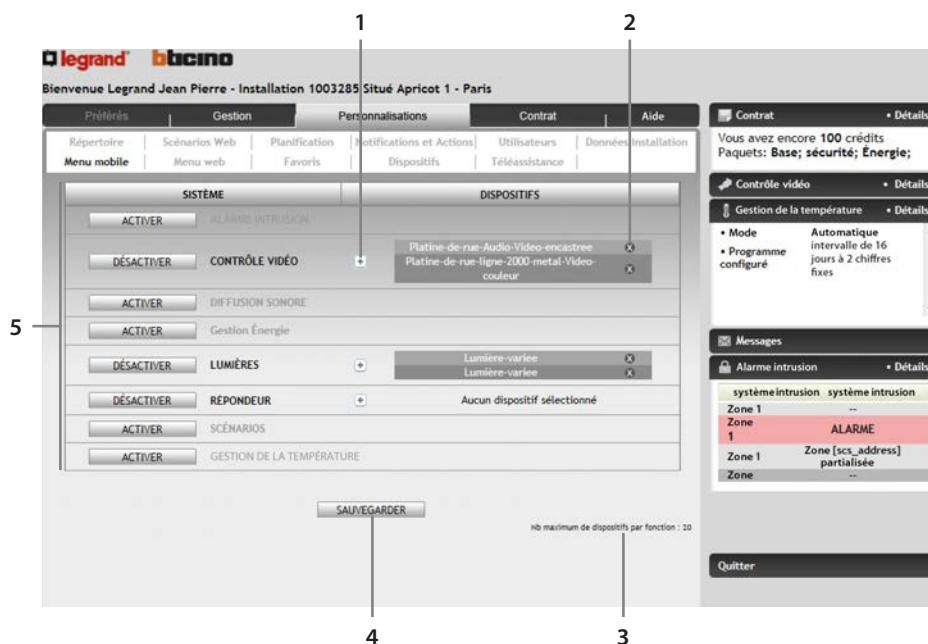 1
2
legrand bticino
Bienvenue Legrand Jean Pierre - Installation 1003285 Situé Apricot 1 - Paris
Préférés Gestion Personnalisations Contrat Aide
Répertoire Scénarios Web Planification Notifications et Actions Utilisateurs Données Installation
Menu mobile Menu web Favoris Dispositifs Téléassistance
SISTÈME DISPOSITIFS
ACTIVER ALARME INTRUSION
DÉSACTIVER CONTRÔLE VIDÉO
Platine-de-rue-Audio-Video-encastree
Platine-de-rue-ligne-2000-metal-Video-
couleur
ACTIVER DIFFUSION SONORE
ACTIVER Gestion Énergie
DÉSACTIVER LUMIÈRES
Lumière-variee
Lumière-variee
DÉSACTIVER RÉPONDEUR Aucun dispositif sélectionné
ACTIVER SCÉNARIOS
ACTIVER GESTION DE LA TEMPÉRATURE
SAUVEGARDER
Nb maximum de dispositifs par fonction : 20
Contrat • Détails
Vous avez encore 100 crédits
Paquets: Base; sécurité; Énergie;
Contrôle vidéo • Détails
Gestion de la température • Détails
• Mode Automatique
• Programme configuré intervalle de 16
jours à 2 chiffres
fixes
Messages
Alarme intrusion • Détails
système intrusion système intrusion
Zone 1 --
Zone
1 ALARME
Zone 1 Zone [scs_address]
partialisée
Zone --
Quitter
5
4
3